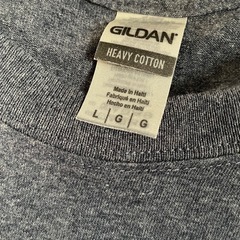 GILDAN
HEAVY COTTON
Made in Haiti
Fabriqué en Haïti
Hecho en Haití
L G G